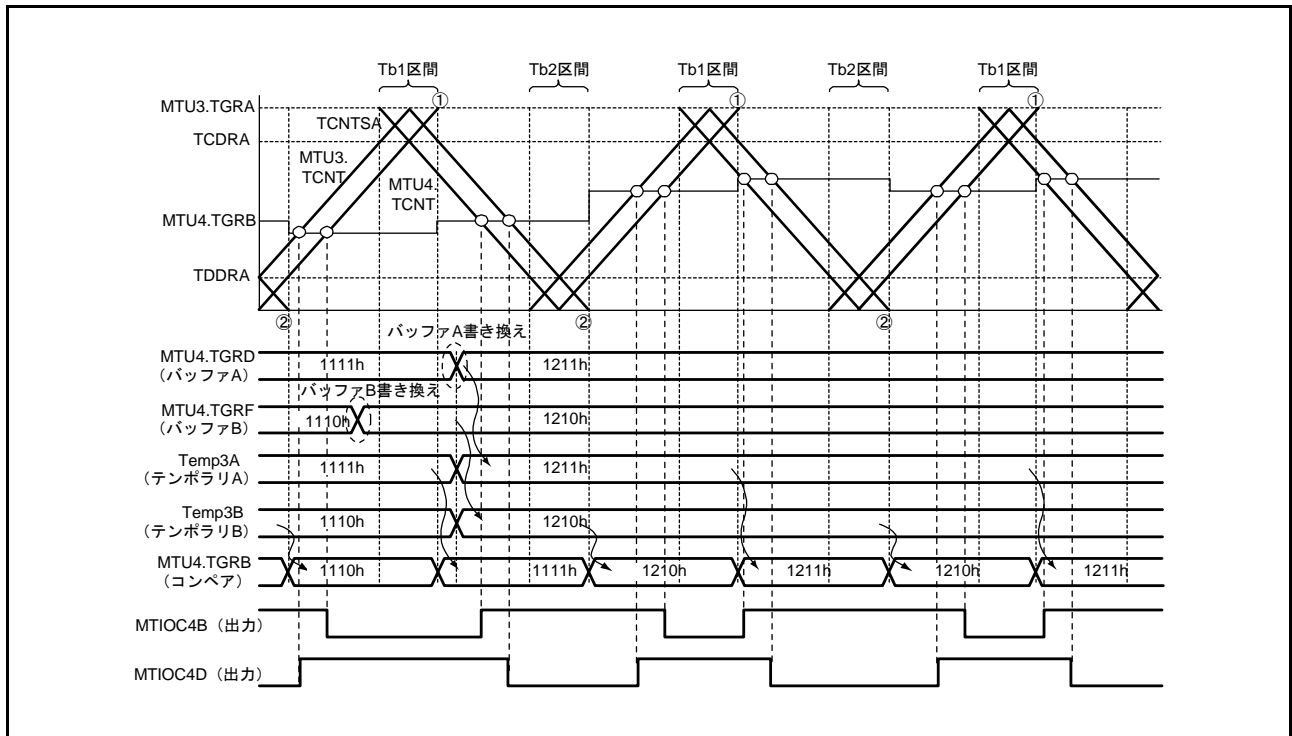 Tb1区間 Tb2区間 Tb1区間 Tb2区間 Tb1区間
MTU3.TGRA ① ① ①
TCNTSA
TCDRA
MTU3.
TCNT
MTU4.
TCNT
MTU4.TGRB
TDDRA
② ② ②
バッファA書き換え
MTU4.TGRD
(バッファA)
1111h 1211h
バッファB書き換え
MTU4.TGRF
(バッファB)
1110h 1210h
Temp3A
(テンポラリA)
1111h 1211h
Temp3B
(テンポラリB)
1110h 1210h
MTU4.TGRB
(コンペア)
1110h 1111h 1210h 1211h 1210h 1211h
MTIOC4B(出力)
MTIOC4D(出力)